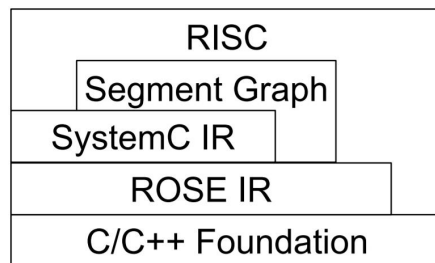 RISC
Segment Graph
SystemC IR
ROSE IR
C/C++ Foundation